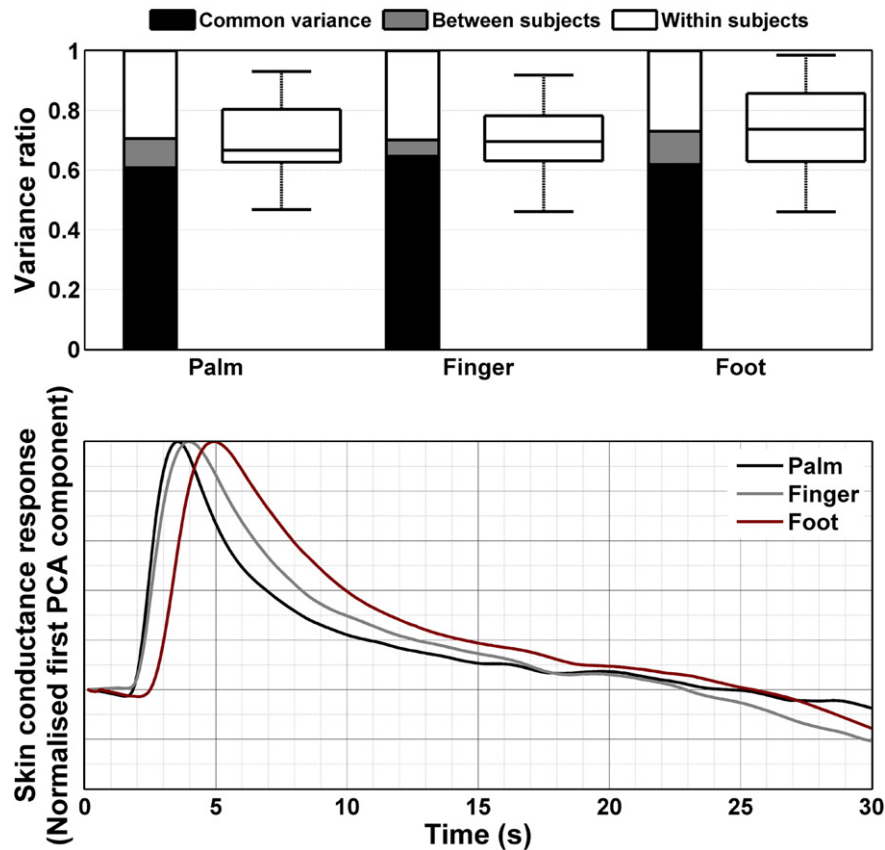 Common variance Between subjects Within subjects
Variance ratio
1
0.8
0.6
0.4
0.2
0
Palm Finger Foot
Skin conductance response
(Normalised first PCA component)
Palm
Finger
Foot
0 5 10 15 20 25 30
Time (s)